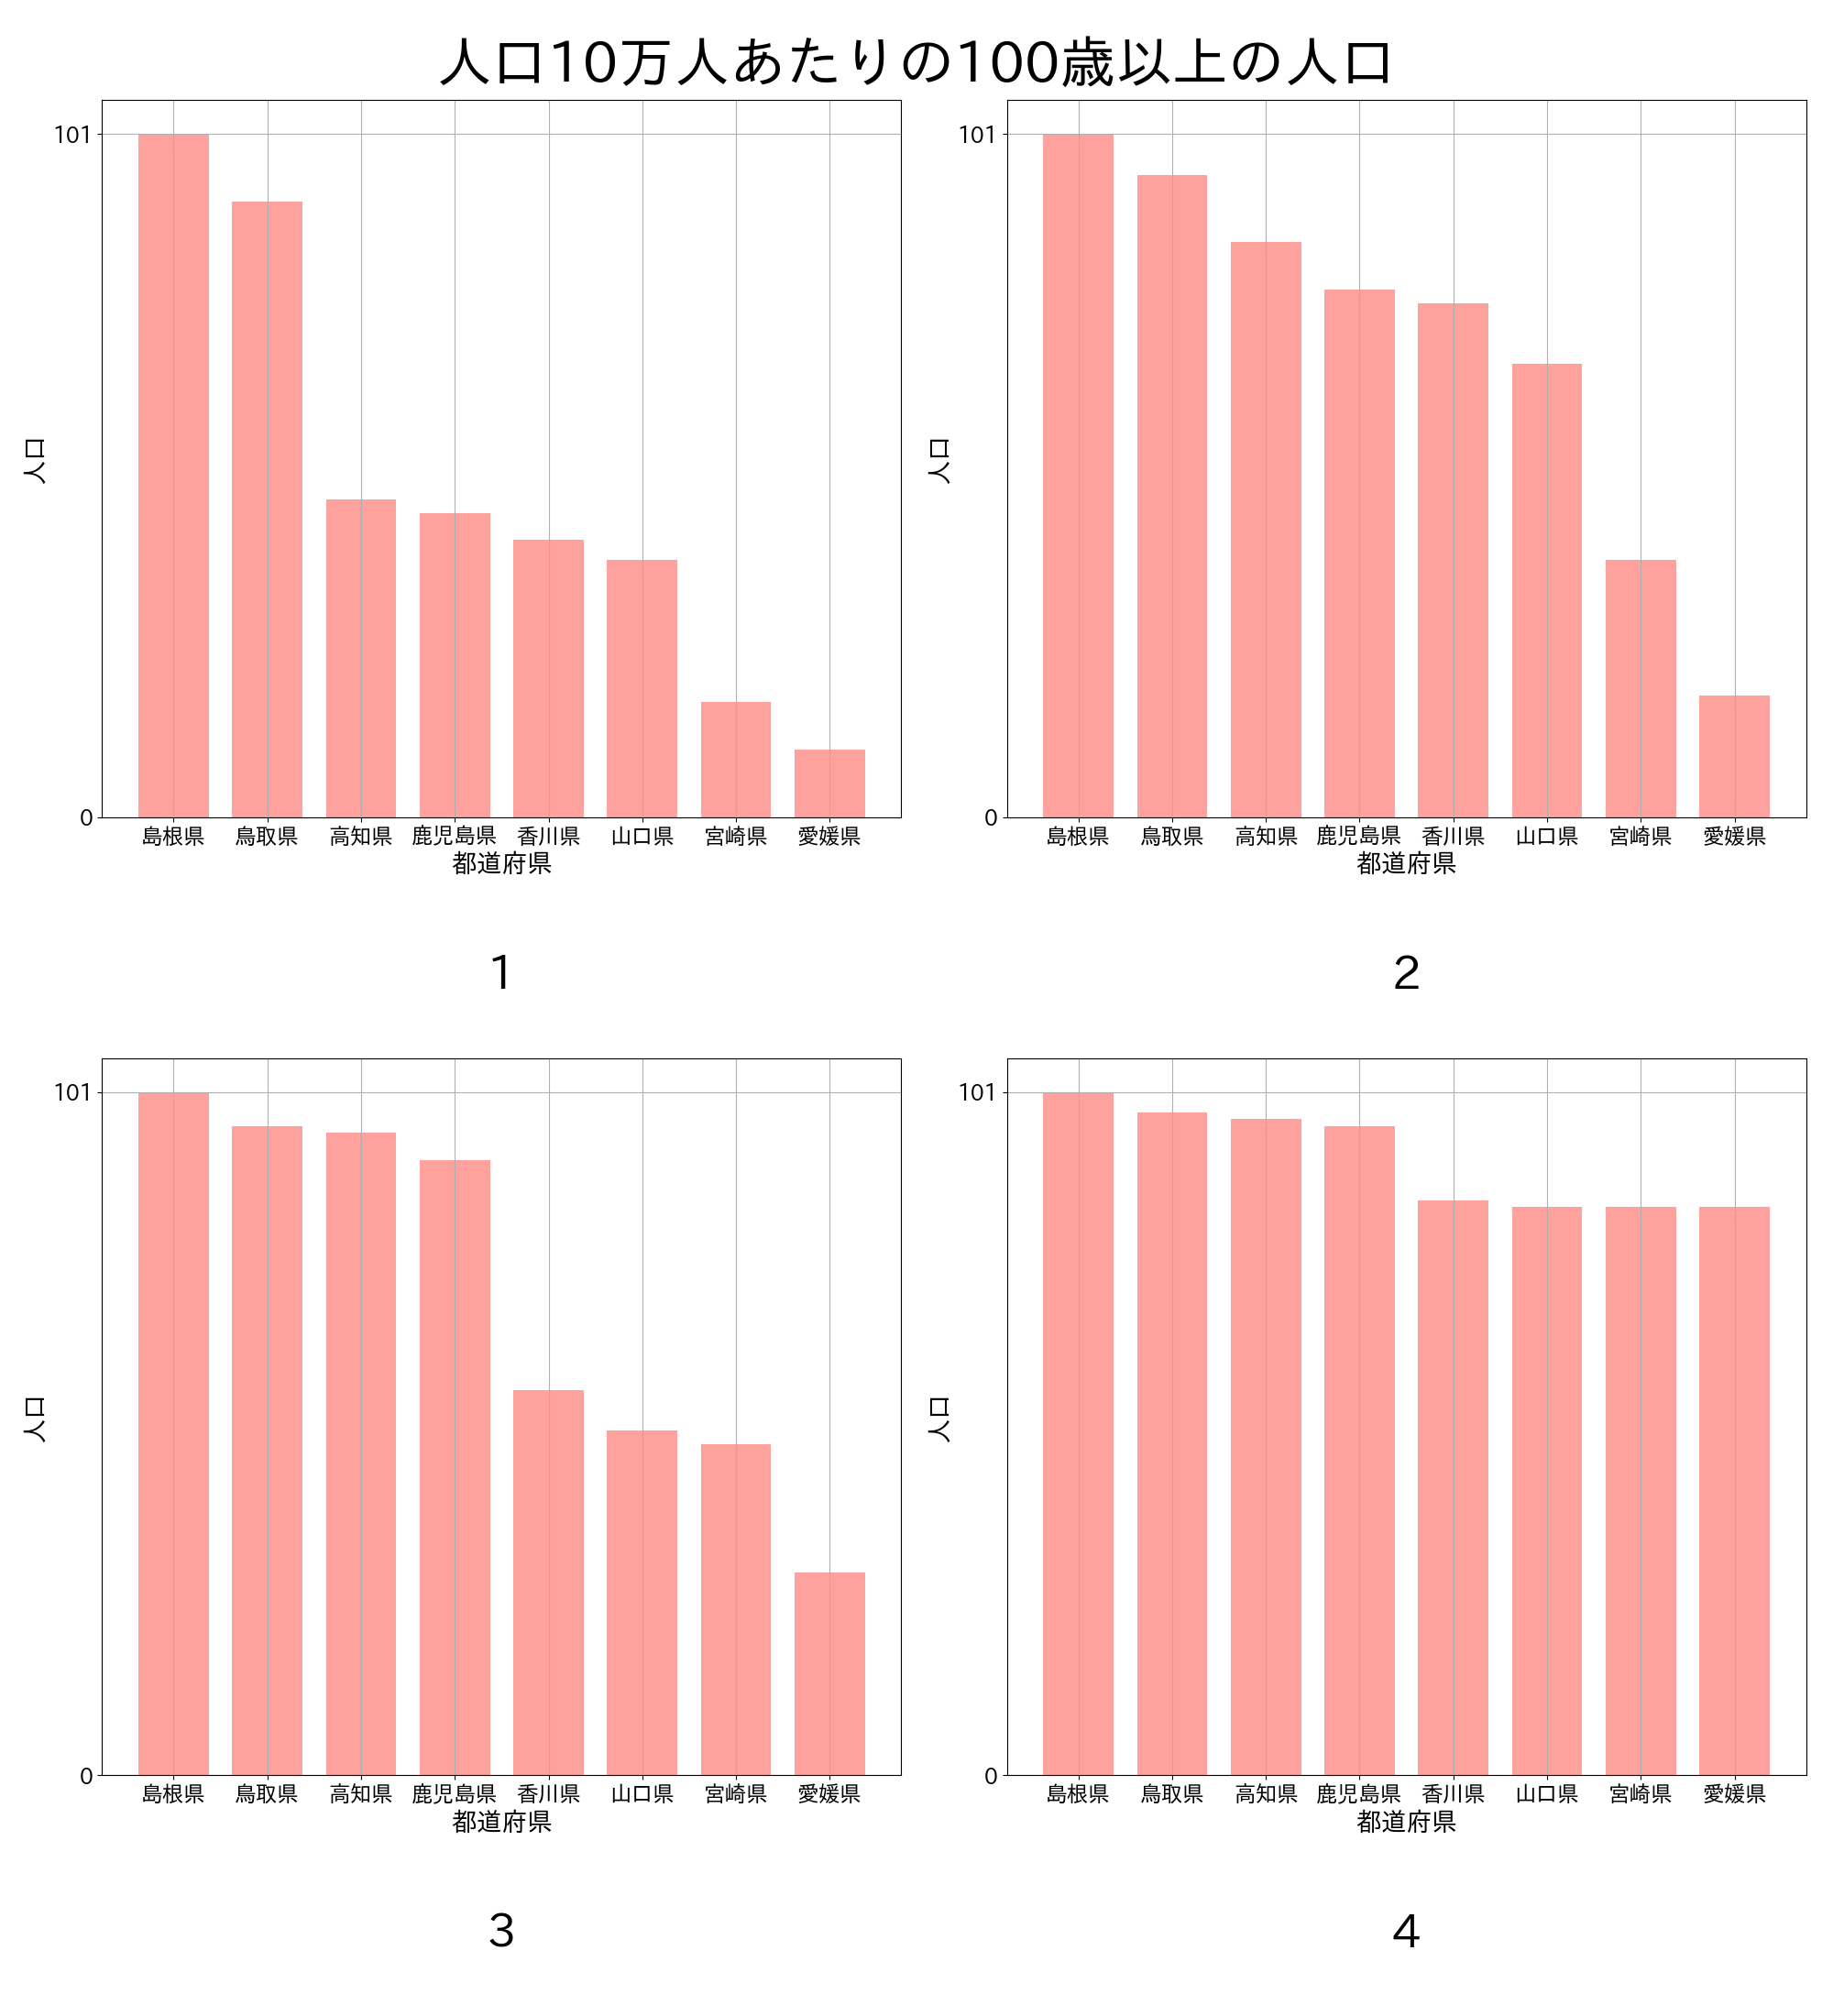 人口10万人あたりの100歳以上の人口
101
0
人口
島根県 鳥取県 高知県 鹿児島県 香川県 山口県 宮崎県 愛媛県
都道府県
1
101
0
人口
島根県 鳥取県 高知県 鹿児島県 香川県 山口県 宮崎県 愛媛県
都道府県
2
101
0
人口
島根県 鳥取県 高知県 鹿児島県 香川県 山口県 宮崎県 愛媛県
都道府県
3
101
0
人口
島根県 鳥取県 高知県 鹿児島県 香川県 山口県 宮崎県 愛媛県
都道府県
4